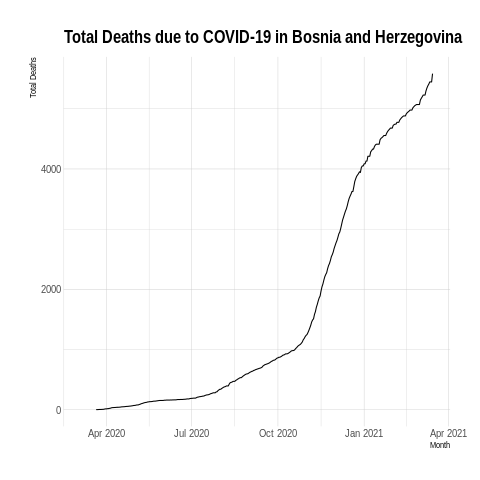 Total Deaths due to COVID-19 in Bosnia and Herzegovina
Total Deaths
4000
2000
0
Apr 2020
Jul 2020
Oct 2020
Jan 2021
Apr 2021
Month